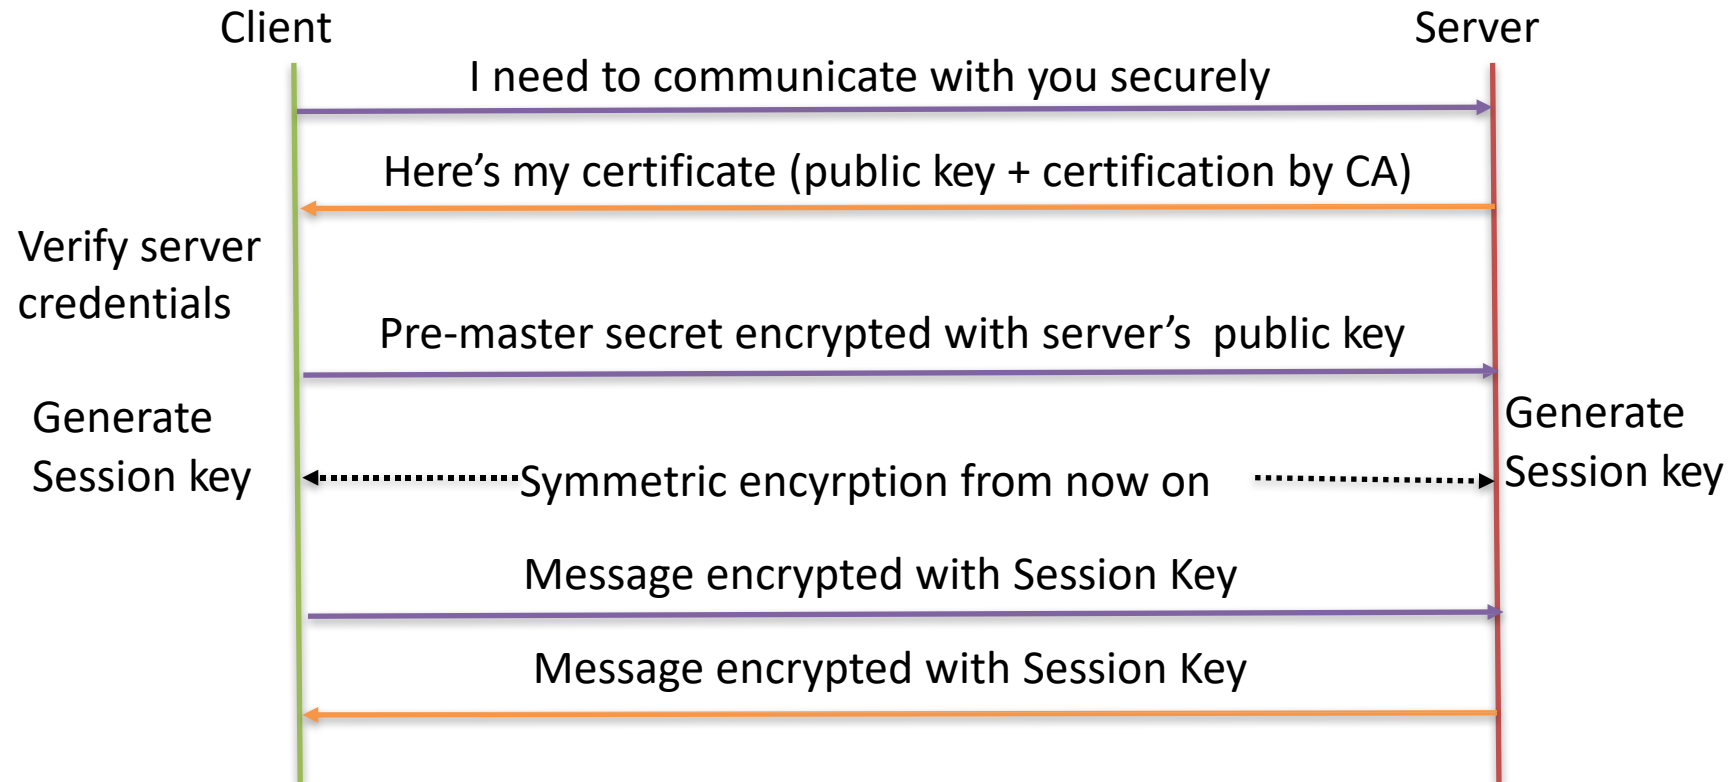 Client
Server
I need to communicate with you securely
Here’s my certificate (public key + certification by CA)
Verify server
credentials
Pre-master secret encrypted with server’s  public key
Generate
Session key
Generate
Session key
Symmetric encyrption from now on
Message encrypted with Session Key
Message encrypted with Session Key